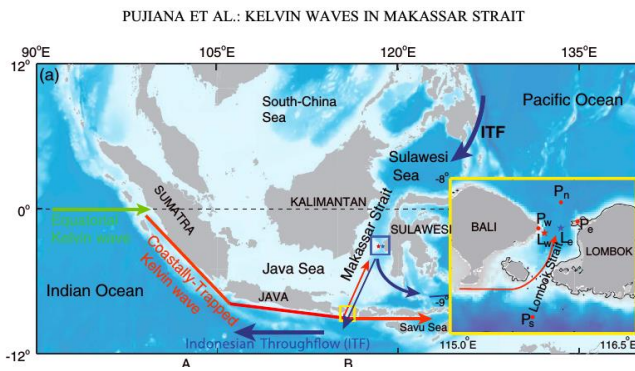 PUJIANA ET AL.: KELVIN WAVES IN MAKASSAR STRAIT
90°E 105°E 120°E 135°E
12°
(a)
South-China
Sea
Pacific Ocean
ITF
Sulawesi
Sea
-8°
Pn
SUMATRA
KALIMANTAN
Makassar Strait
SULAWESI
BALI
Pw
Pe
Lw
Le
LOMBOK
Lombok Strait
Ps
0°
Equatorial
Kelvin wave
Coastally-Trapped
Kelvin wave
Java Sea
Indian Ocean
JAVA
-9°
Savu Sea
Indonesian Throughflow (ITF)
115.0 E 116.5 E
-12°
A B